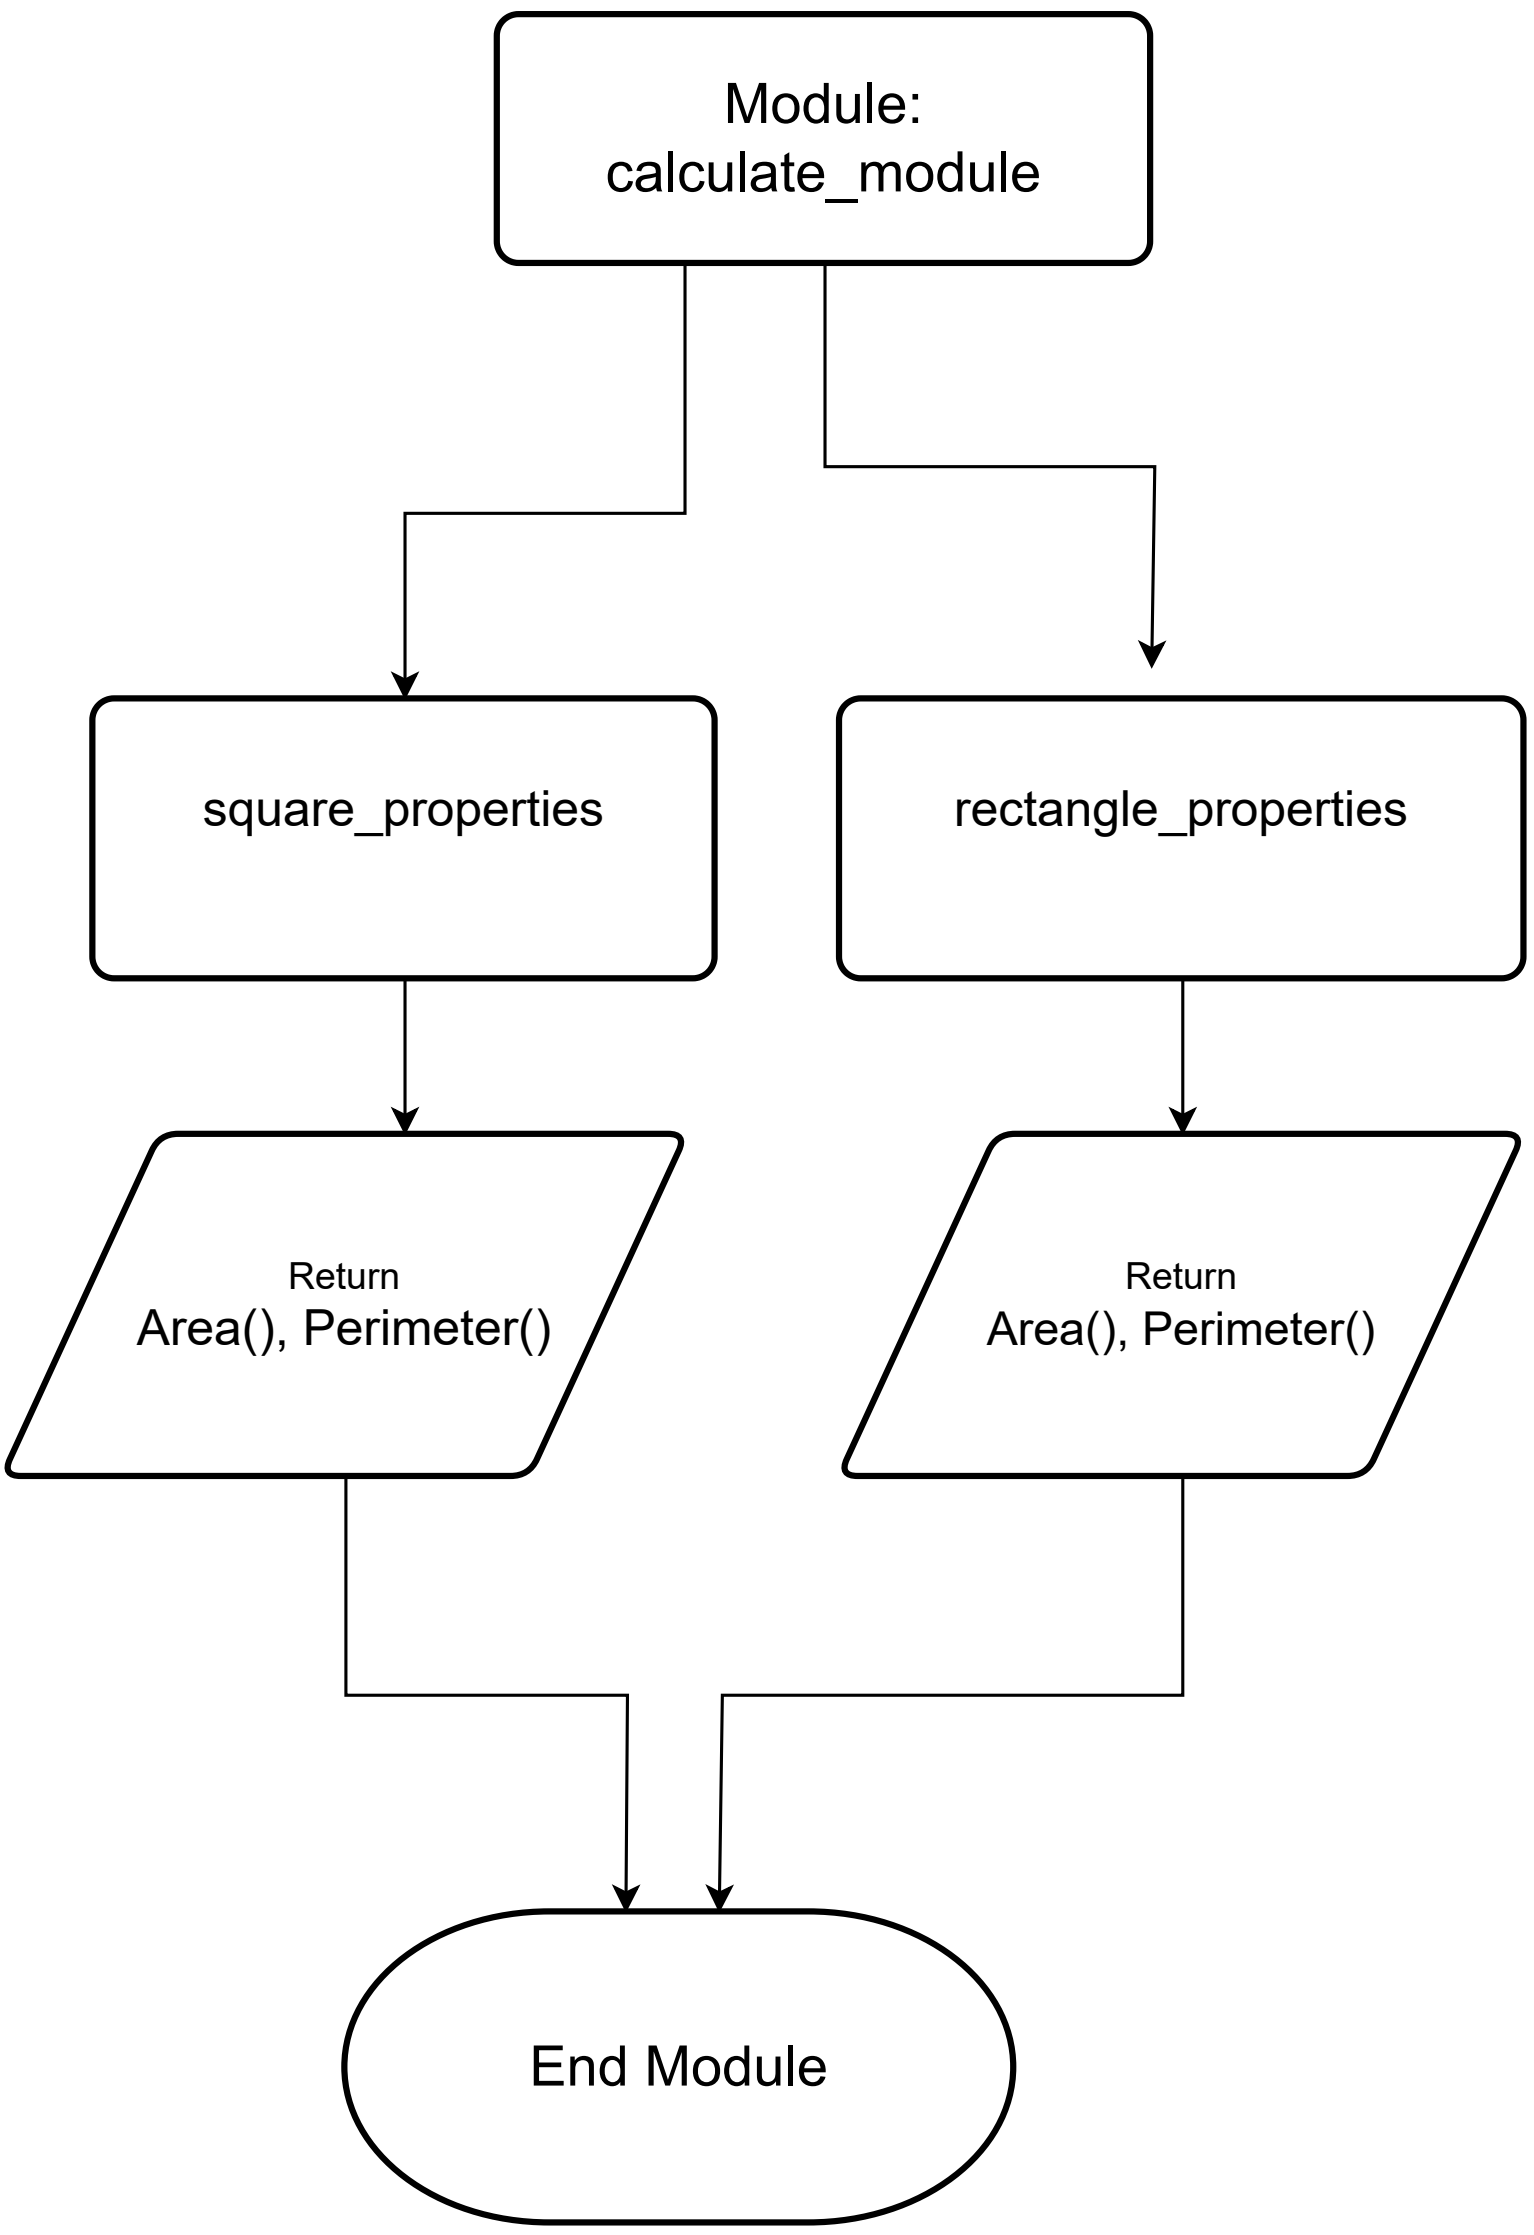 Module:
calculate_module
square_properties
rectangle_properties
Return
Area(), Perimeter()
Return
Area(), Perimeter()
End Module